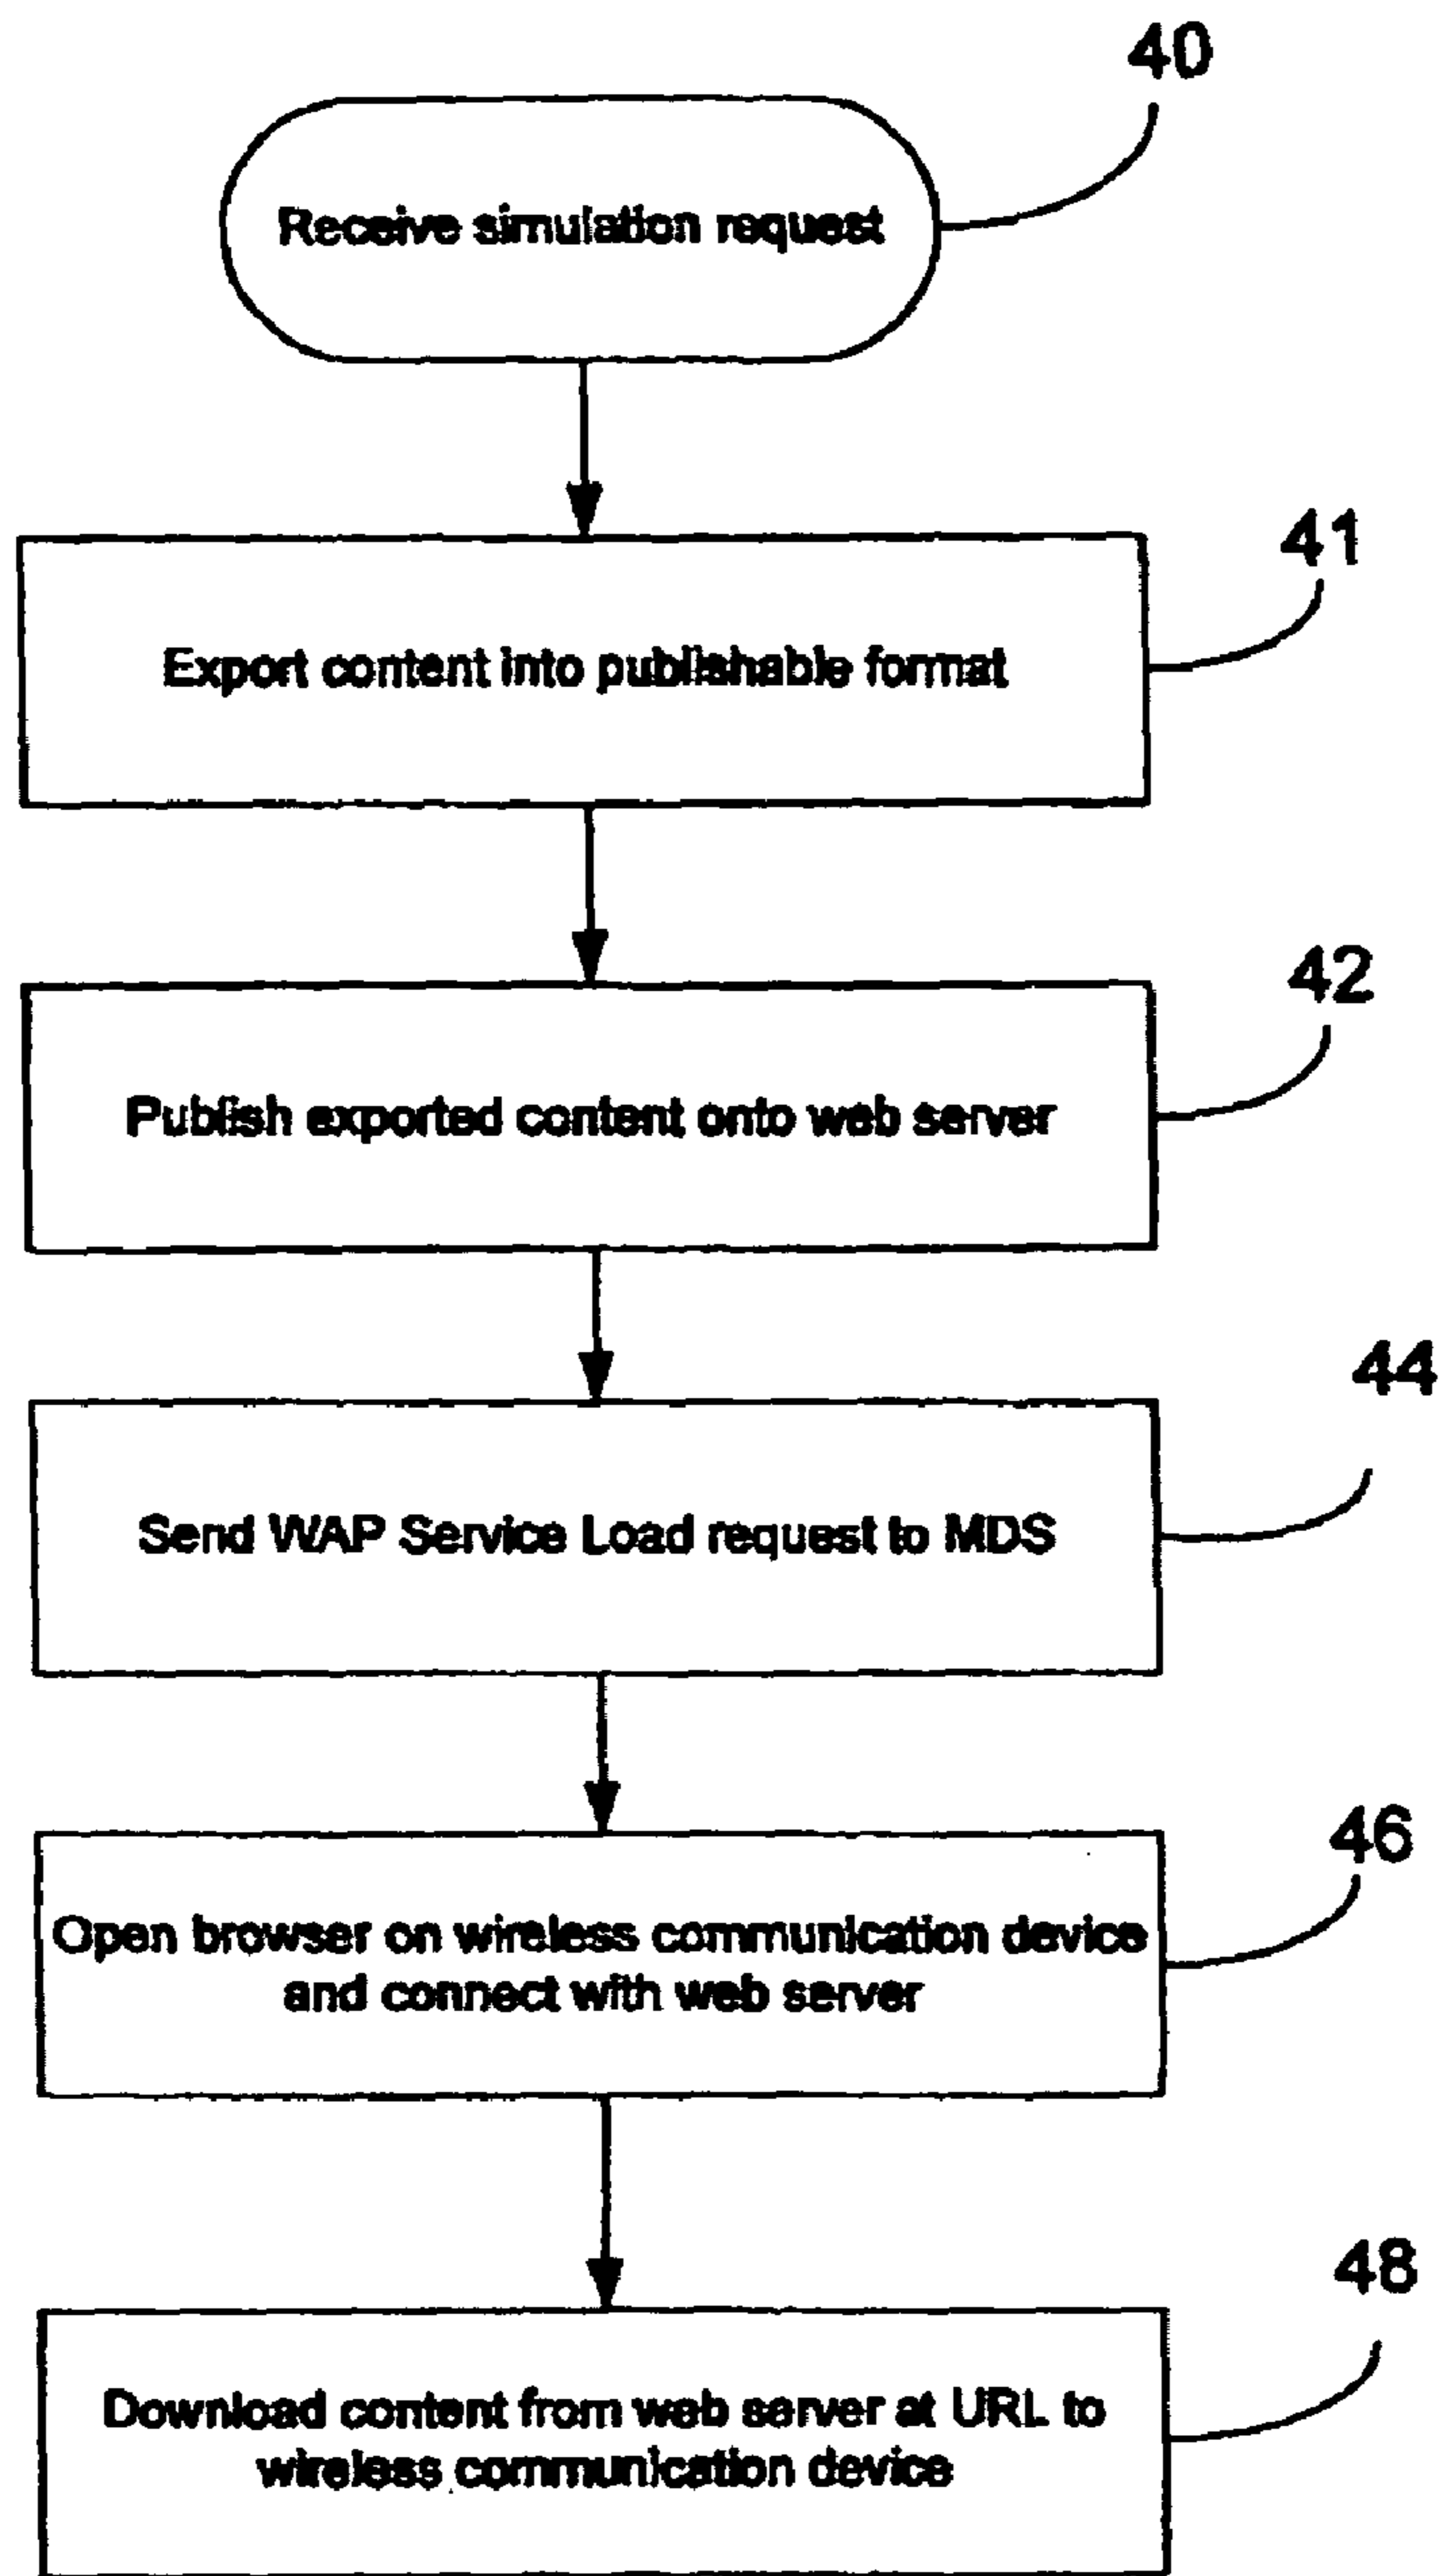 40
Receive simulation request
41
Export content into publishable format
42
Publish exported content onto web server
44
Send WAP Service Load request to MDS
46
Open browser on wireless communication device
and connect with web server
48
Download content from web server at URL to
wireless communication device